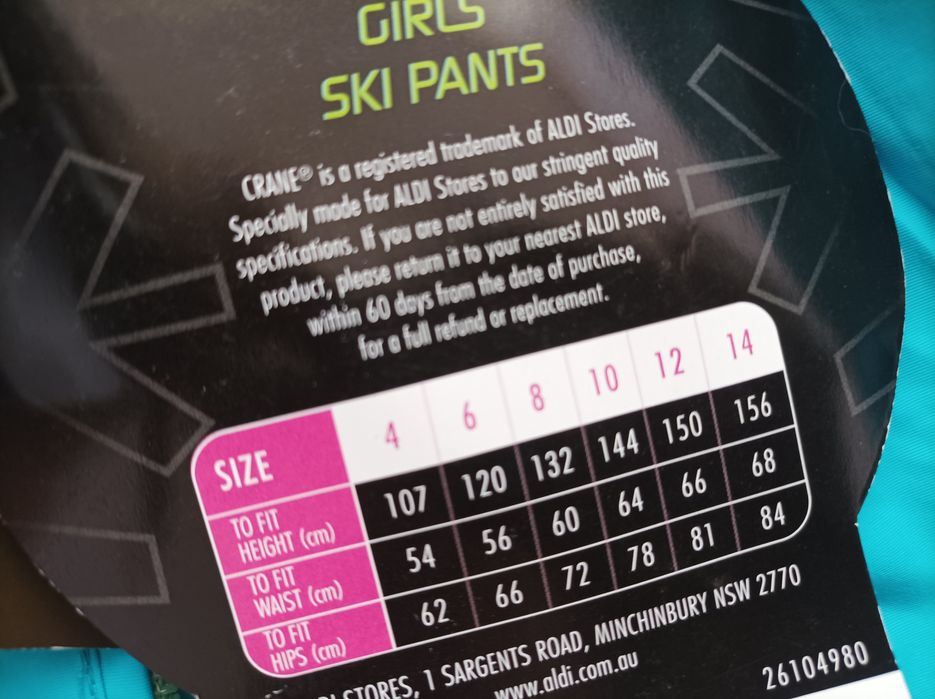 GIRLS
SKI PANTS
CRANE® is a registered trademark of ALDI Stores.
Specially made for ALDI Stores to our stringent quality
specifications. If you are not entirely satisfied with this
product, please return it to your nearest ALDI store,
within 60 days from the date of purchase,
for a full refund or replacement.
SIZE 4 6 8 10 12 14
TO FIT
HEIGHT (cm) 107 120 132 144 150 156
TO FIT
WAIST (cm) 54 56 60 64 66 68
TO FIT
HIPS (cm) 62 66 72 78 81 84
STORES, 1 SARGENTS ROAD, MINCHINBURY NSW 2770
www.aldi.com.au
26104980